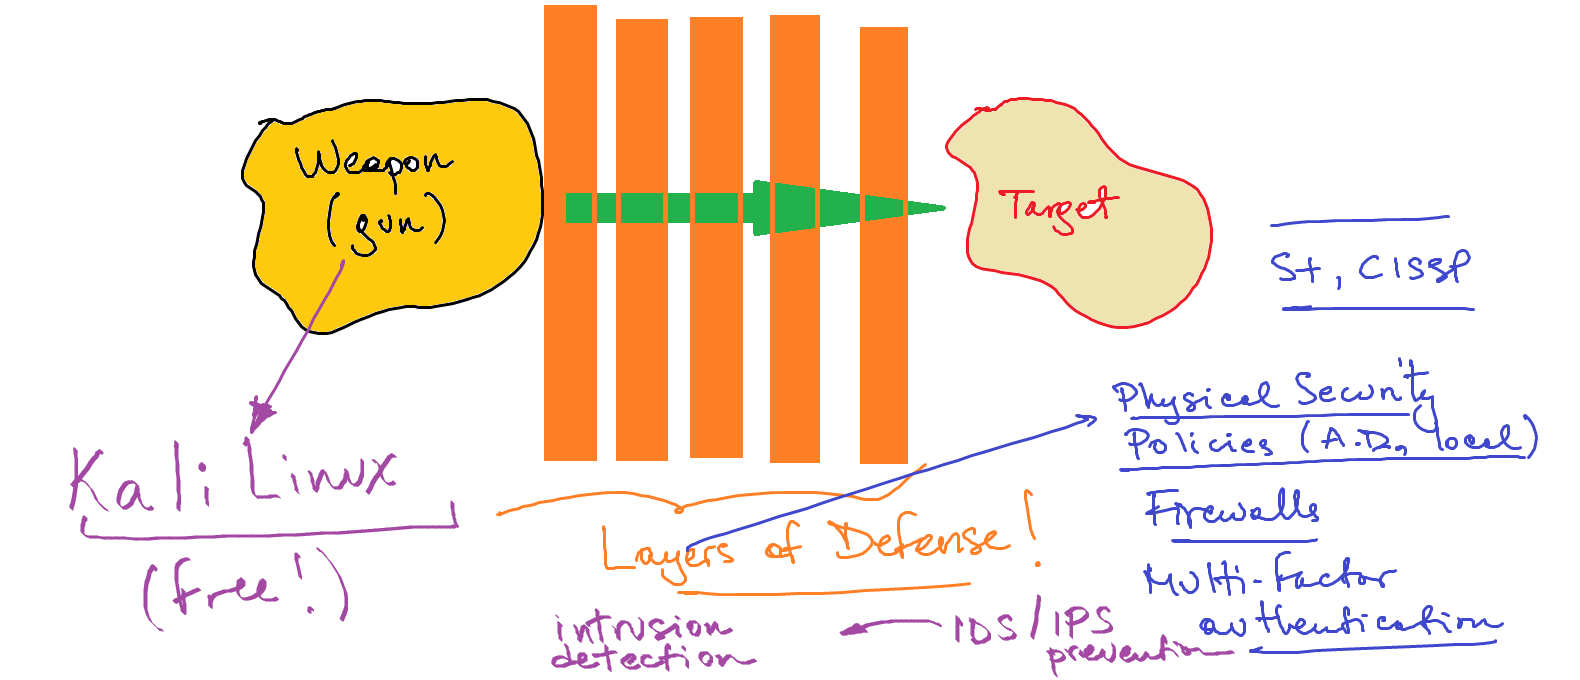 Weapon
(gun)
Target
S+, CISSP
Kali Linux
(free!)
Layers of Defense!
Physical Security
Policies (A.D., local)
Firewalls
Multi-factor
authentication
IDS/IPS
prevention
intrusion
detection